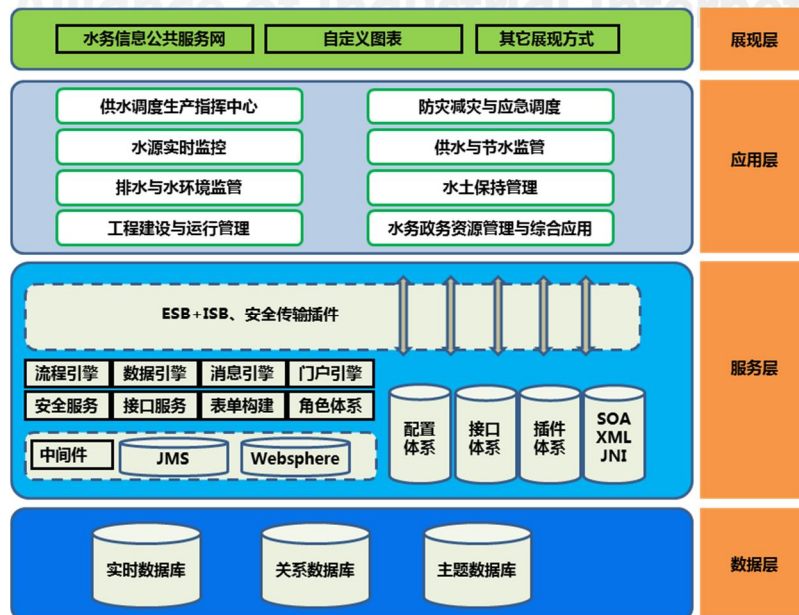 Alliance of Industrial Internet
水务信息公共服务网
自定义图表
其它展现方式
展现层
供水调度生产指挥中心
防灾减灾与应急调度
水源实时监控
供水与节水监管
排水与水环境监管
水土保持管理
工程建设与运行管理
水务政务资源管理与综合应用
应用层
ESB+ISB、安全传输插件
流程引擎
数据引擎
消息引擎
门户引擎
安全服务
接口服务
表单构建
角色体系
中间件
JMS
Websphere
配置
体系
接口
体系
插件
体系
SOA
XML
JNI
服务层
实时数据库
关系数据库
主题数据库
数据层